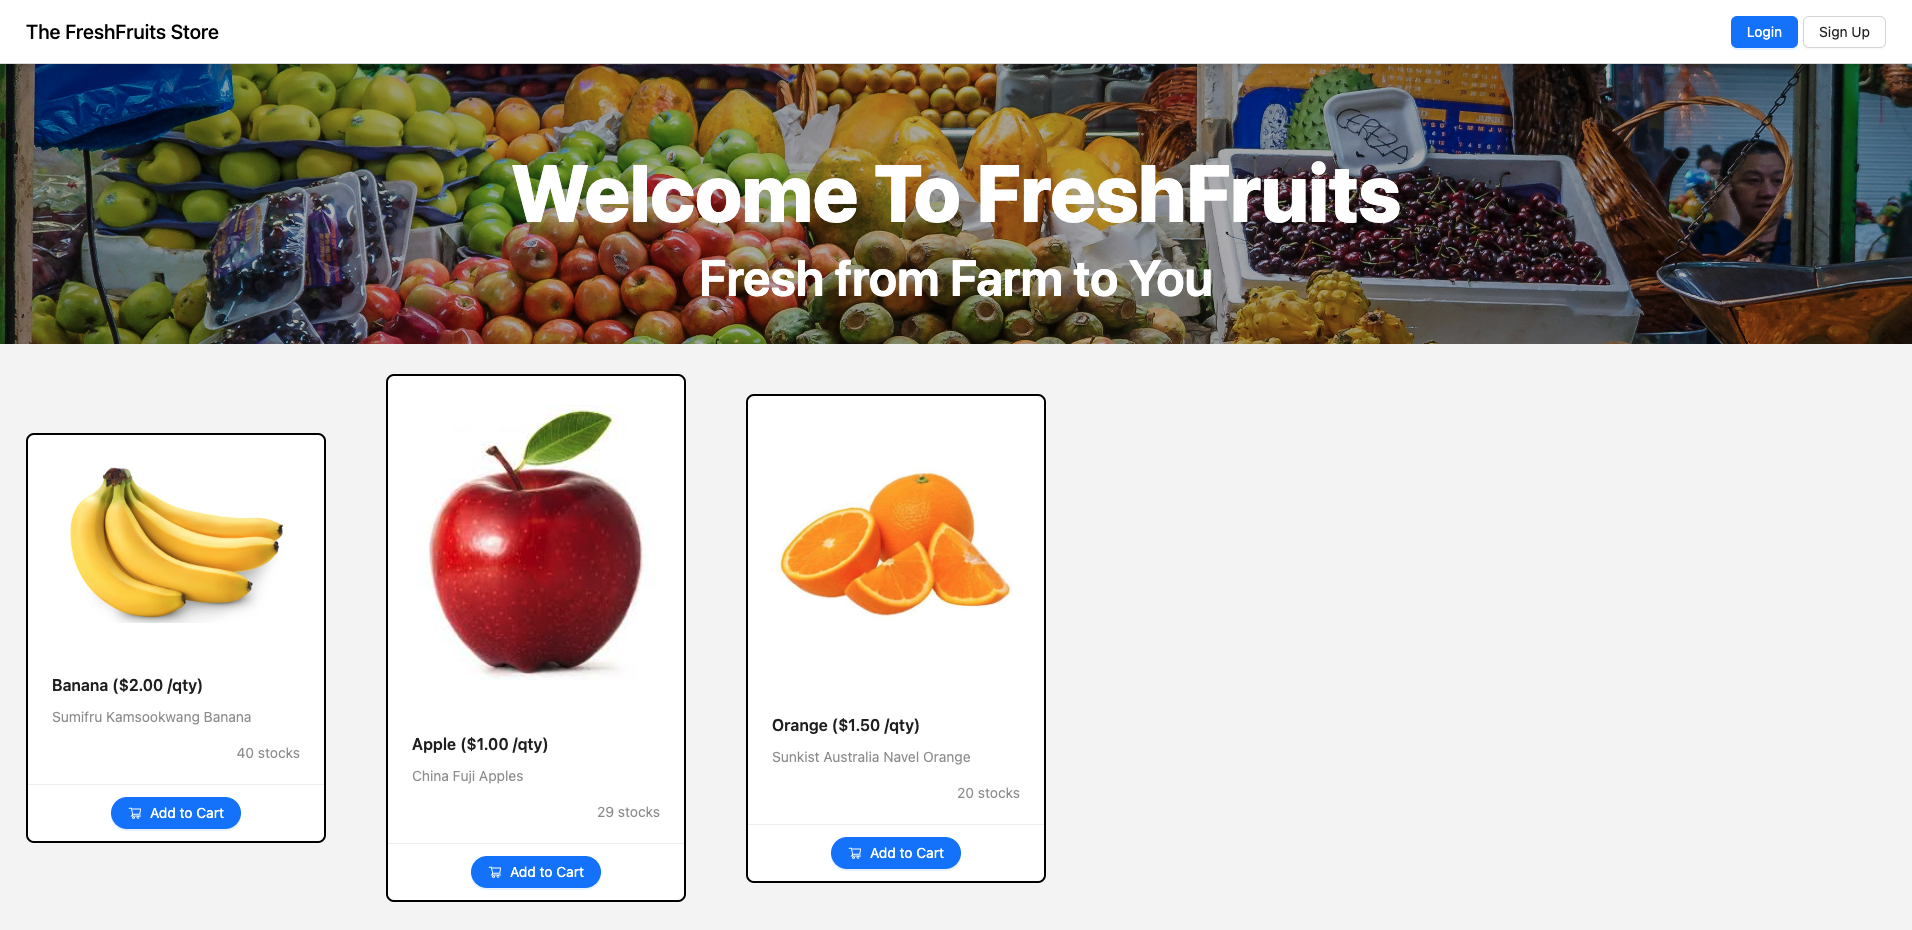 The FreshFruits Store
Login
Sign Up
Welcome To FreshFruits
Fresh from Farm to You
Banana ($2.00 /qty)
Sumifru Kamsookwang Banana
40 stocks
Add to Cart
Apple ($1.00 /qty)
China Fuji Apples
29 stocks
Add to Cart
Orange ($1.50 /qty)
Sunkist Australia Navel Orange
20 stocks
Add to Cart